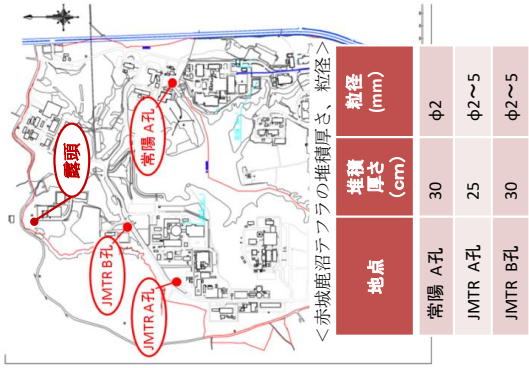 露頭
常陽 A孔
JMTR B孔
JMTR A孔
<赤城鹿沼テフラの堆積厚さ、粒径>
地点 堆積厚さ(cm) 粒径(mm)
常陽 A孔 30 φ2
JMTR A孔 25 φ2~5
JMTR B孔 30 φ2~5